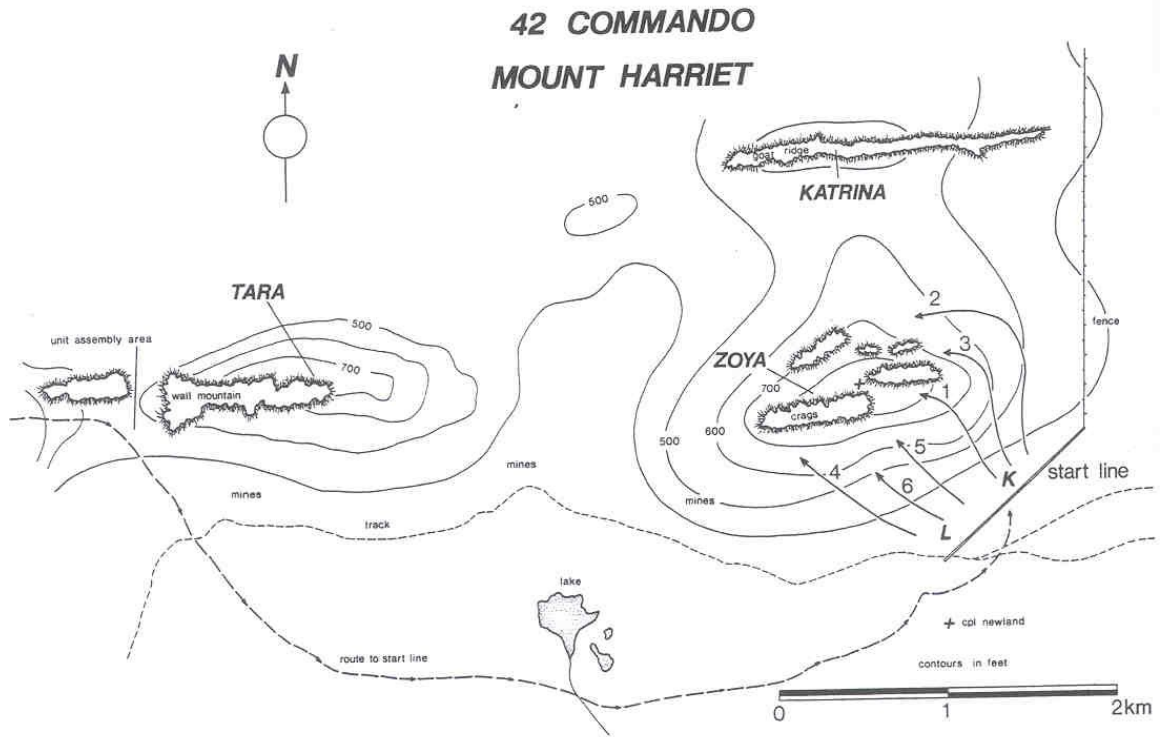 42 COMMANDO
MOUNT HARRIET
N
goat ridge
KATRINA
500
TARA
500
2
unit assembly area
fence
3
ZOYA
700
wall mountain
700
1
crags
600
500
5
mines
4
K
start line
mines
6
mines
track
L
lake
+ cpl newland
route to start line
contours in feet
0 1 2km